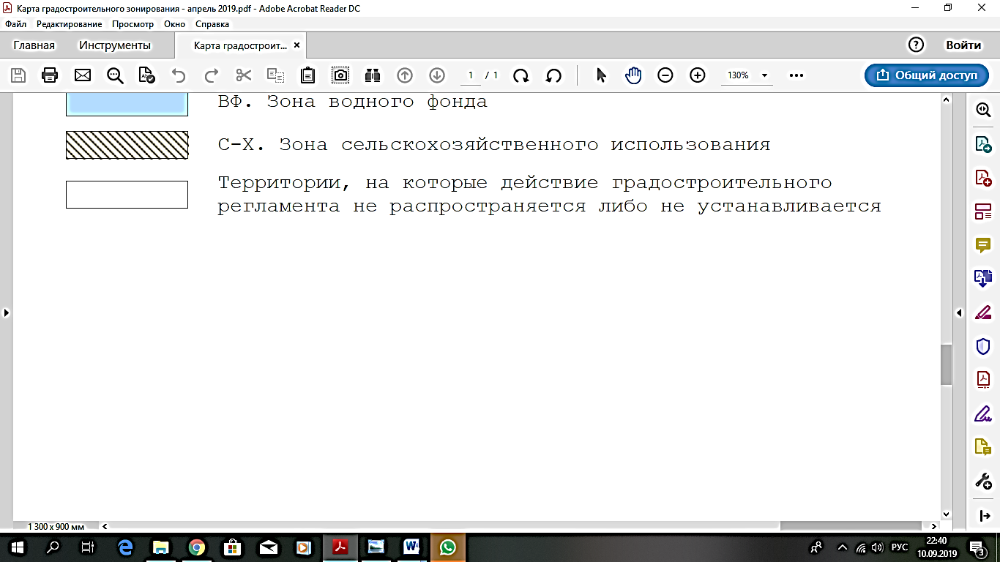 Карта градостроительного зонирования - апрель 2019.pdf - Adobe Acrobat Reader DC
Файл Редактирование Просмотр Окно Справка
Главная Инструменты Карта градостроит... Войти
1 / 1 130% Общий доступ
ВФ. Зона водного фонда
С-Х. Зона сельскохозяйственного использования
Территории, на которые действие градостроительного
регламента не распространяется либо не устанавливается
1 300 x 900 мм
РУС
22:40
10.09.2019
3